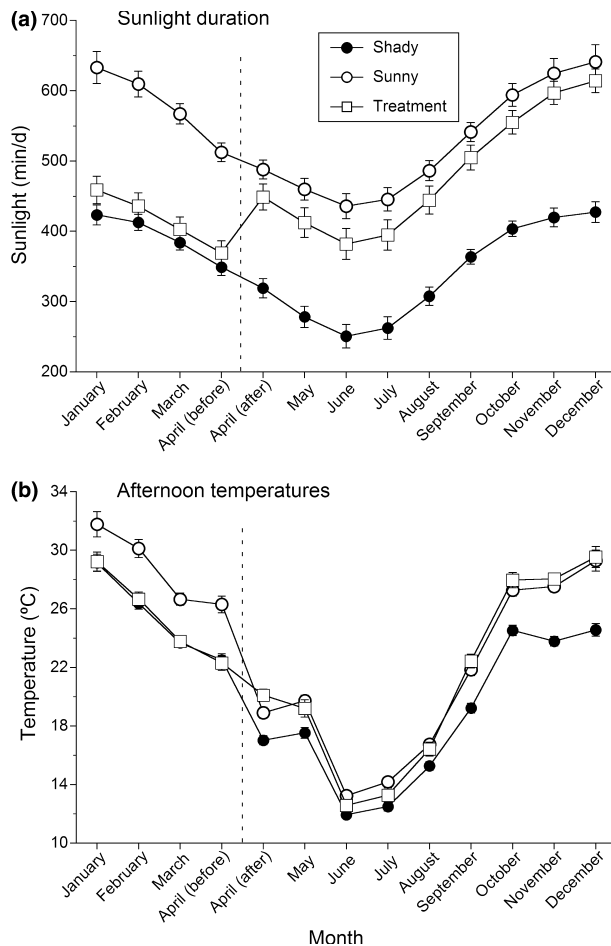 (a) Sunlight duration
Shady
Sunny
Treatment
Sunlight (min/d)
700
600
500
400
300
200
January
February
March
April (before)
April (after)
May
June
July
August
September
October
November
December
(b) Afternoon temperatures
Temperature (ºC)
34
30
26
22
18
14
10
January
February
March
April (before)
April (after)
May
June
July
August
September
October
November
December
Month